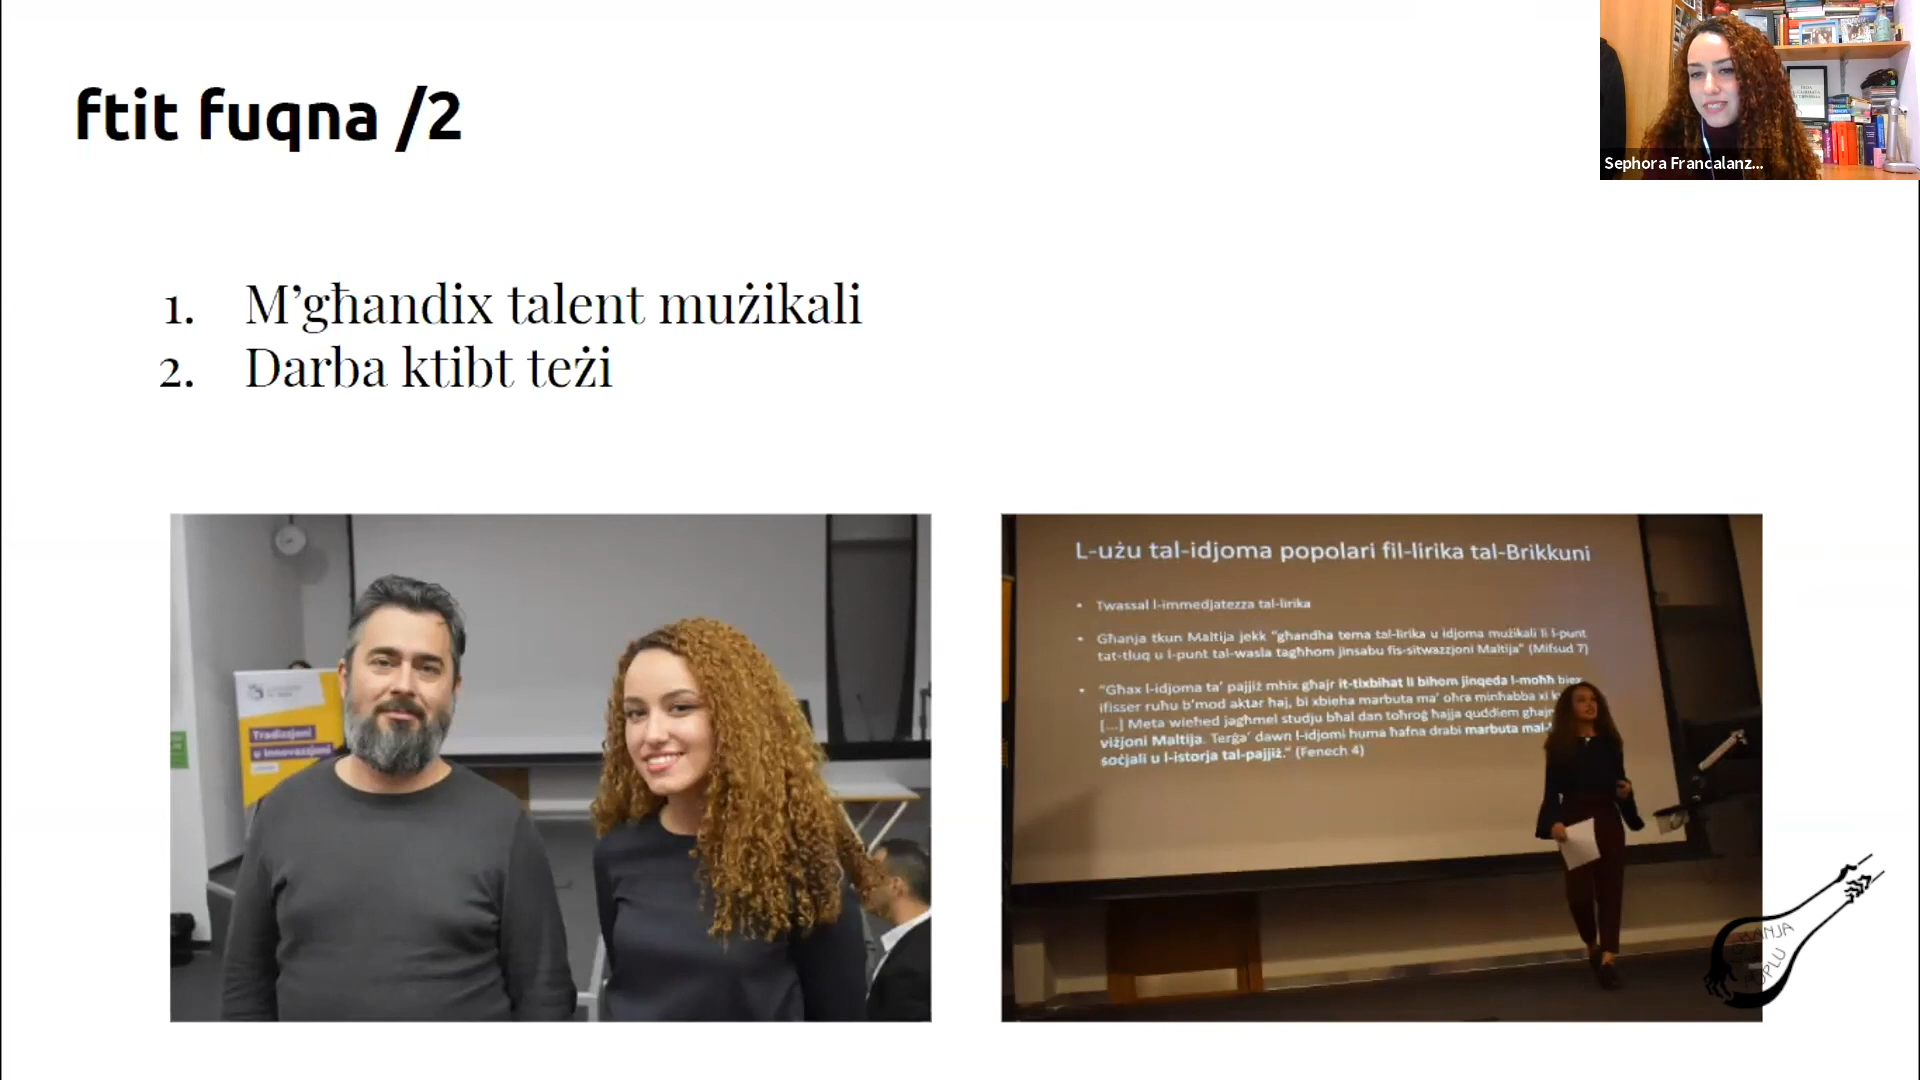 ftit fuqna /2
Sephora Francalanz...
1. M’għandix talent mużikali
2. Darba ktibt teżi
Tradizzjoni
u Innovazzjoni
L-użu tal-idjoma popolari fil-lirika tal-Brikkuni
• Twassal l-immedjatezza tal-lirika
• Għanja tkun Maltija jekk “għandha tema tal-lirika u idjoma mużikali li l-punt
tat-tluq u l-punt tal-wasla tagħhom jinsabu fis-sitwazzjoni Maltija” (Mifsud 7)
• “Għax l-idjoma ta’ pajjiż mhix għajr it-tixbihat li bihom jinqeda l-moħħ biex
ifisser ruħu b’mod aktar ħaj, bi xbieha marbuta ma’ oħra minħabba xi
[...] Meta wieħed jagħmel studju bħal dan toħroġ ħajja quddiem għajn
viżjoni Maltija. Terġa’ dawn l-idjomi huma ħafna drabi marbuta mal-
soċjali u l-istorja tal-pajjiż.” (Fenech 4)
POPLU